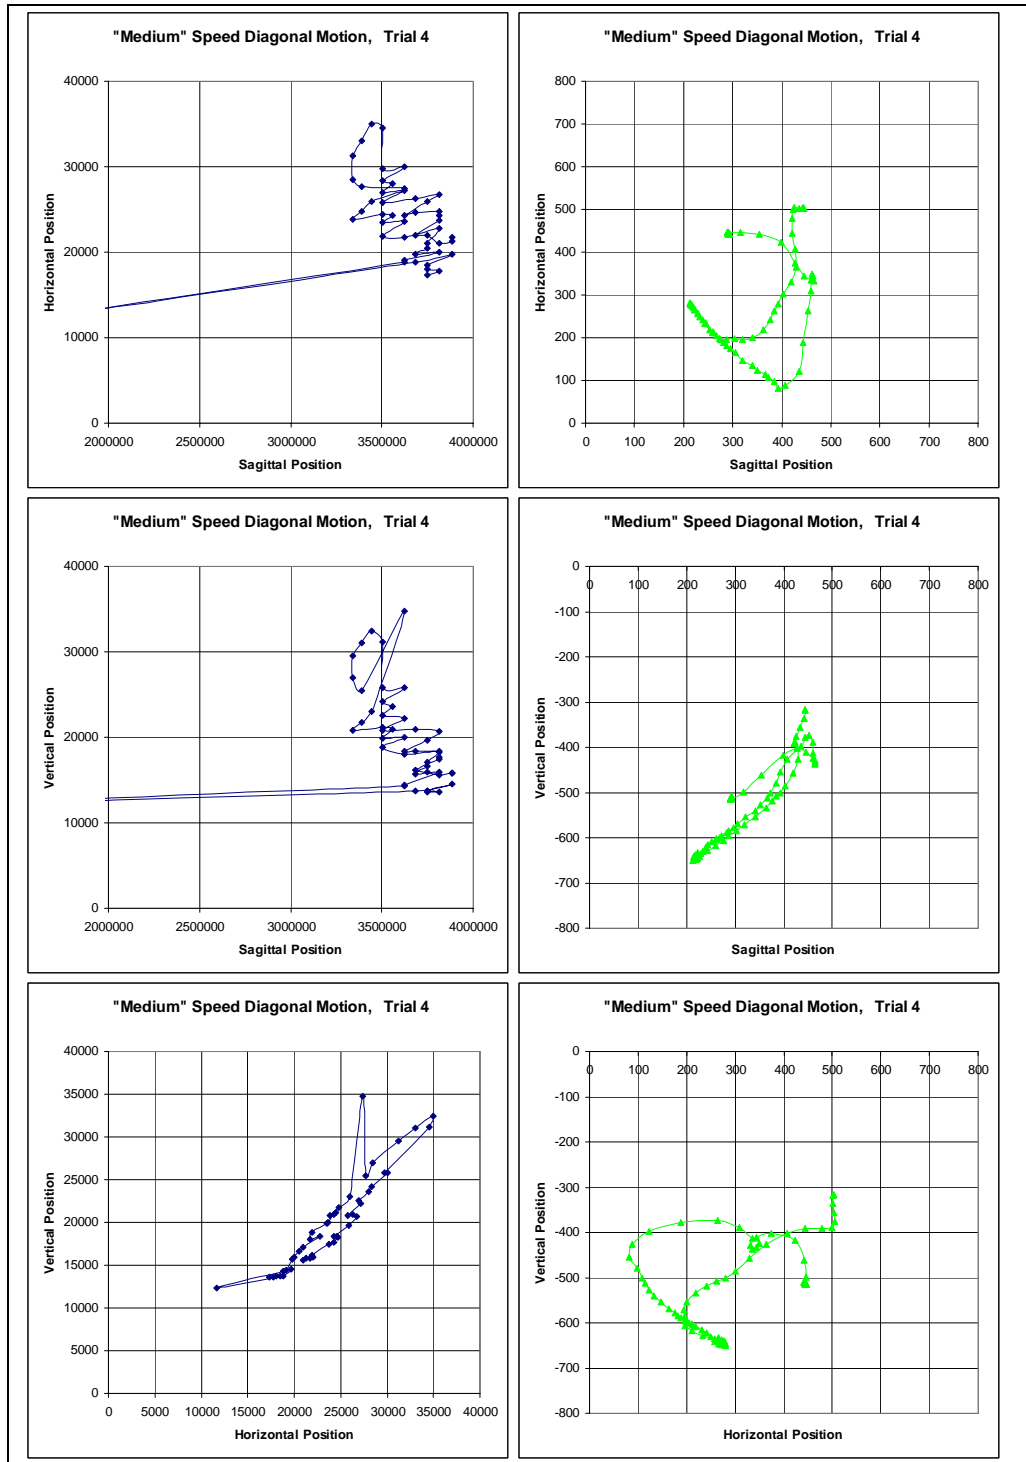 "Medium" Speed Diagonal Motion, Trial 4
40000
30000
20000
10000
0
2000000 2500000 3000000 3500000 4000000
Horizontal Position
Sagittal Position
"Medium" Speed Diagonal Motion, Trial 4
800
700
600
500
400
300
200
100
0
0 100 200 300 400 500 600 700 800
Horizontal Position
Sagittal Position
"Medium" Speed Diagonal Motion, Trial 4
40000
30000
20000
10000
0
2000000 2500000 3000000 3500000 4000000
Vertical Position
Sagittal Position
"Medium" Speed Diagonal Motion, Trial 4
0
0 100 200 300 400 500 600 700 800
-100
-200
-300
-400
-500
-600
-700
-800
Vertical Position
Sagittal Position
"Medium" Speed Diagonal Motion, Trial 4
40000
35000
30000
25000
20000
15000
10000
5000
0
0 5000 10000 15000 20000 25000 30000 35000 40000
Vertical Position
Horizontal Position
"Medium" Speed Diagonal Motion, Trial 4
0
0 100 200 300 400 500 600 700 800
-100
-200
-300
-400
-500
-600
-700
-800
Vertical Position
Horizontal Position